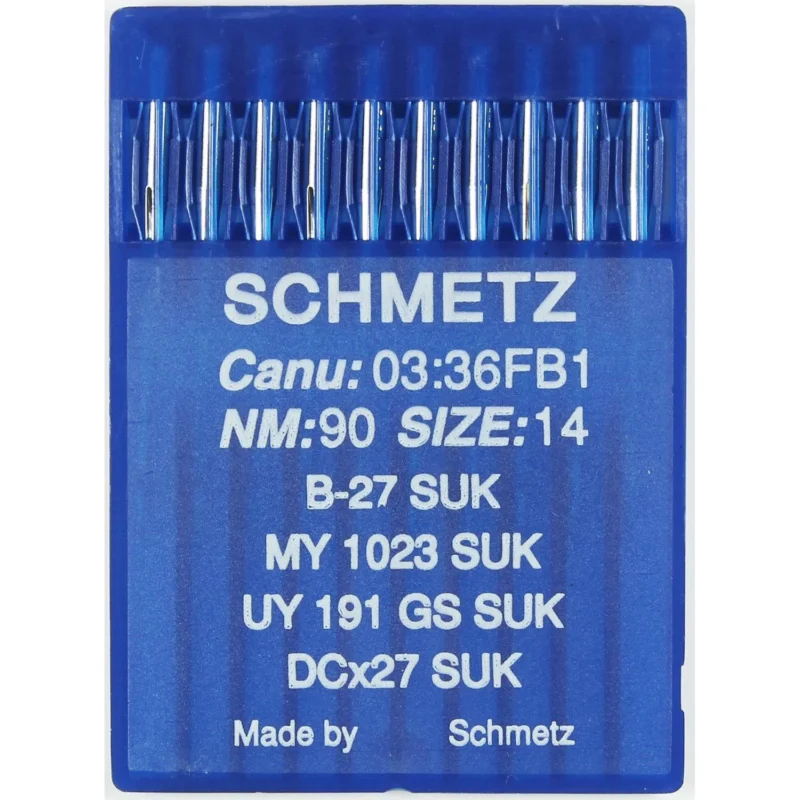 SCHMETZ
Canu: 03:36FB1
NM:90 SIZE:14
B-27 SUK
MY 1023 SUK
UY 191 GS SUK
DCx27 SUK
Made by Schmetz